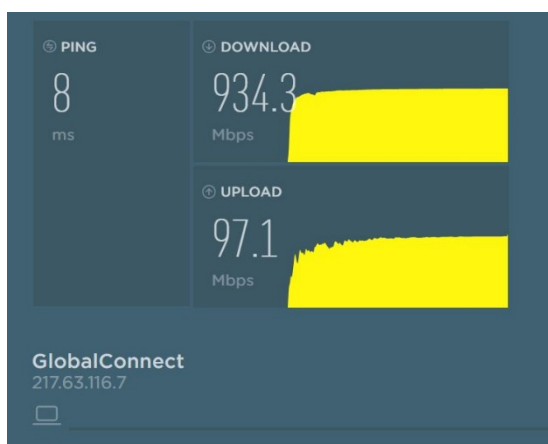 PING
8
ms
DOWNLOAD
934.3
Mbps
UPLOAD
97.1
Mbps
GlobalConnect
217.63.116.7